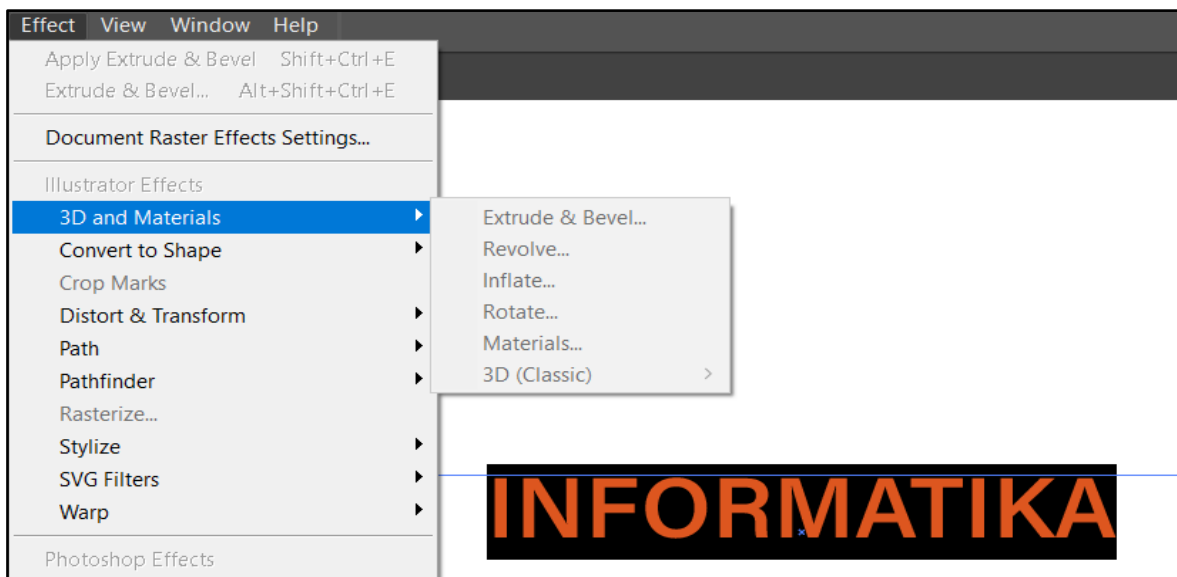 Effect View Window Help
Apply Extrude & Bevel Shift+Ctrl+E
Extrude & Bevel... Alt+Shift+Ctrl+E
Document Raster Effects Settings...
Illustrator Effects
3D and Materials
Convert to Shape
Crop Marks
Distort & Transform
Path
Pathfinder
Rasterize...
Stylize
SVG Filters
Warp
Photoshop Effects
Extrude & Bevel...
Revolve...
Inflate...
Rotate...
Materials...
3D (Classic)
INFORMATIKA